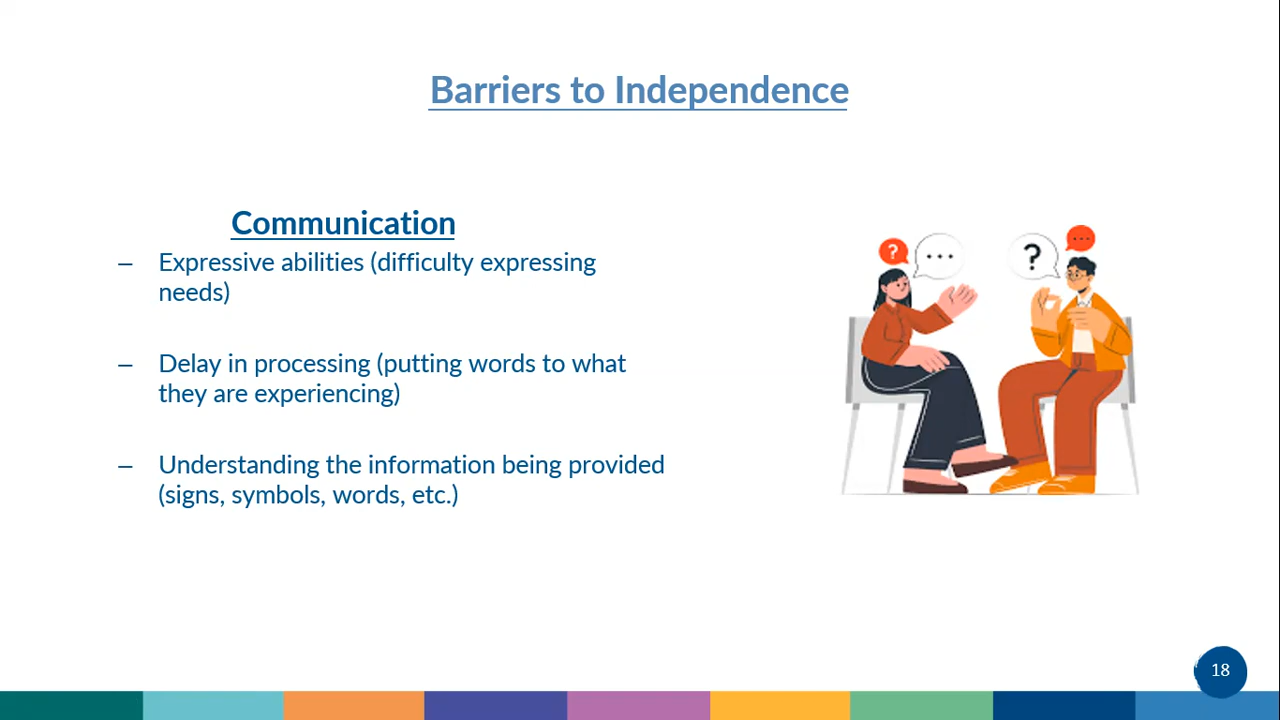 Barriers to Independence
Communication
– Expressive abilities (difficulty expressing
needs)
– Delay in processing (putting words to what
they are experiencing)
– Understanding the information being provided
(signs, symbols, words, etc.)
?
...
?
...
18